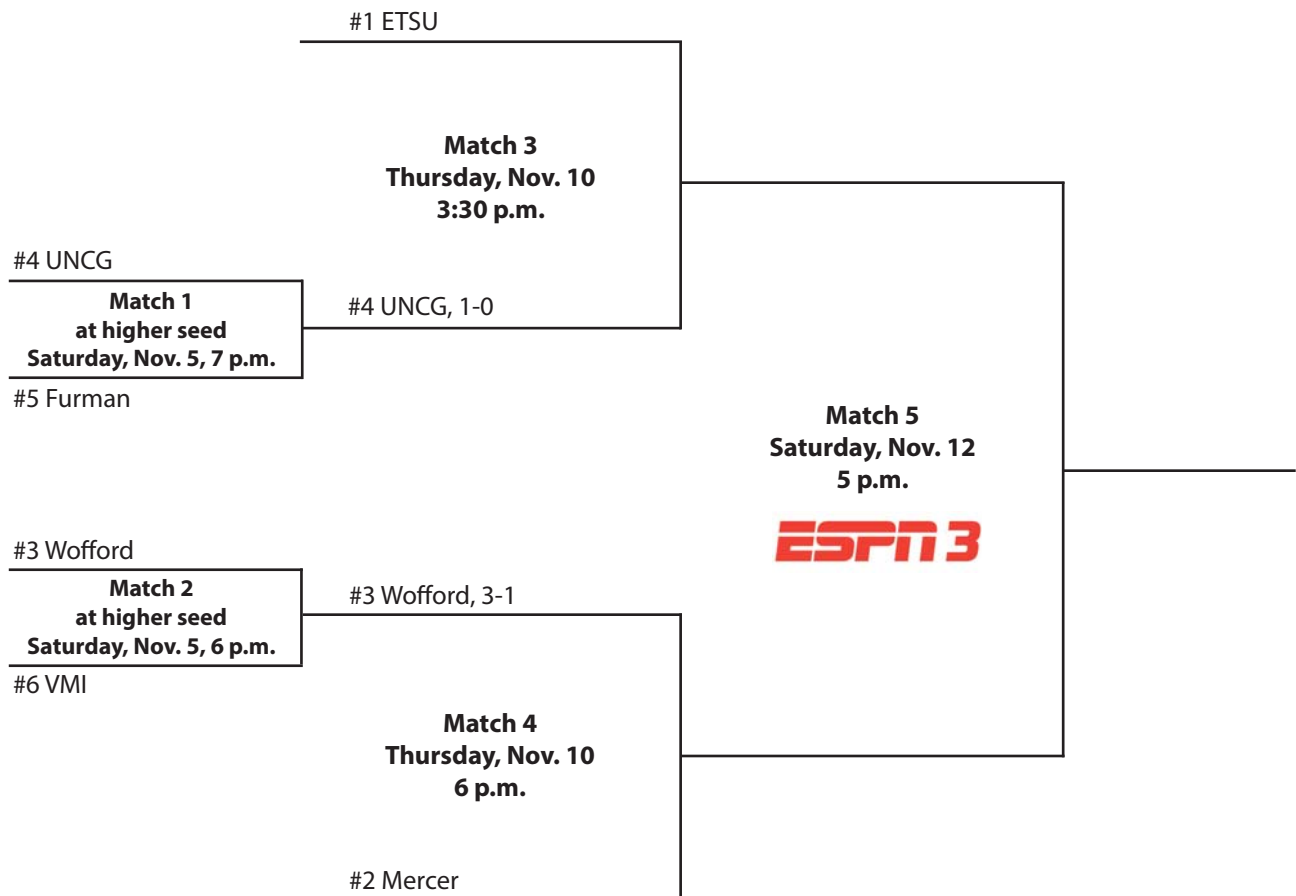 #1 ETSU
Match 3
Thursday, Nov. 10
3:30 p.m.
#4 UNCG
Match 1
at higher seed
Saturday, Nov. 5, 7 p.m.
#5 Furman
#4 UNCG, 1-0
Match 5
Saturday, Nov. 12
5 p.m.
ESPN 3
#3 Wofford
Match 2
at higher seed
Saturday, Nov. 5, 6 p.m.
#6 VMI
#3 Wofford, 3-1
Match 4
Thursday, Nov. 10
6 p.m.
#2 Mercer